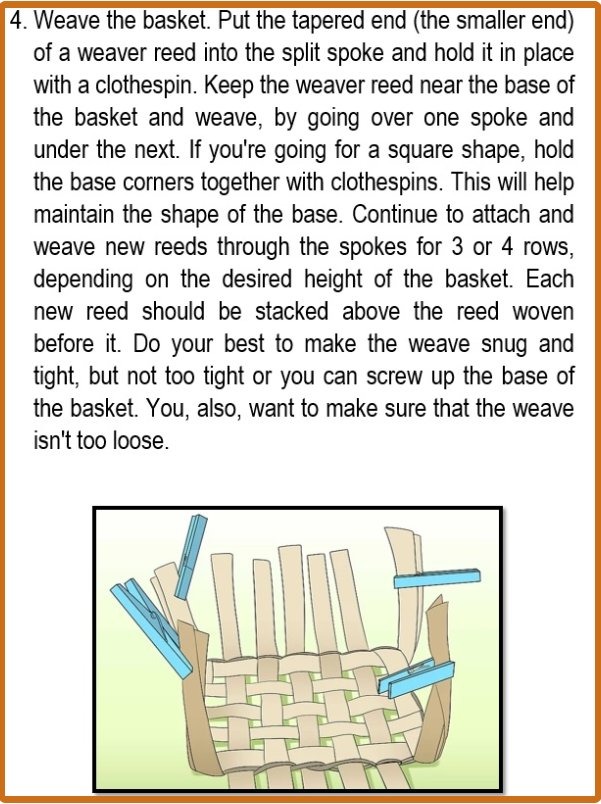 4. Weave the basket. Put the tapered end (the smaller end)
of a weaver reed into the split spoke and hold it in place
with a clothespin. Keep the weaver reed near the base of
the basket and weave, by going over one spoke and
under the next. If you're going for a square shape, hold
the base corners together with clothespins. This will help
maintain the shape of the base. Continue to attach and
weave new reeds through the spokes for 3 or 4 rows,
depending on the desired height of the basket. Each
new reed should be stacked above the reed woven
before it. Do your best to make the weave snug and
tight, but not too tight or you can screw up the base of
the basket. You, also, want to make sure that the weave
isn't too loose.